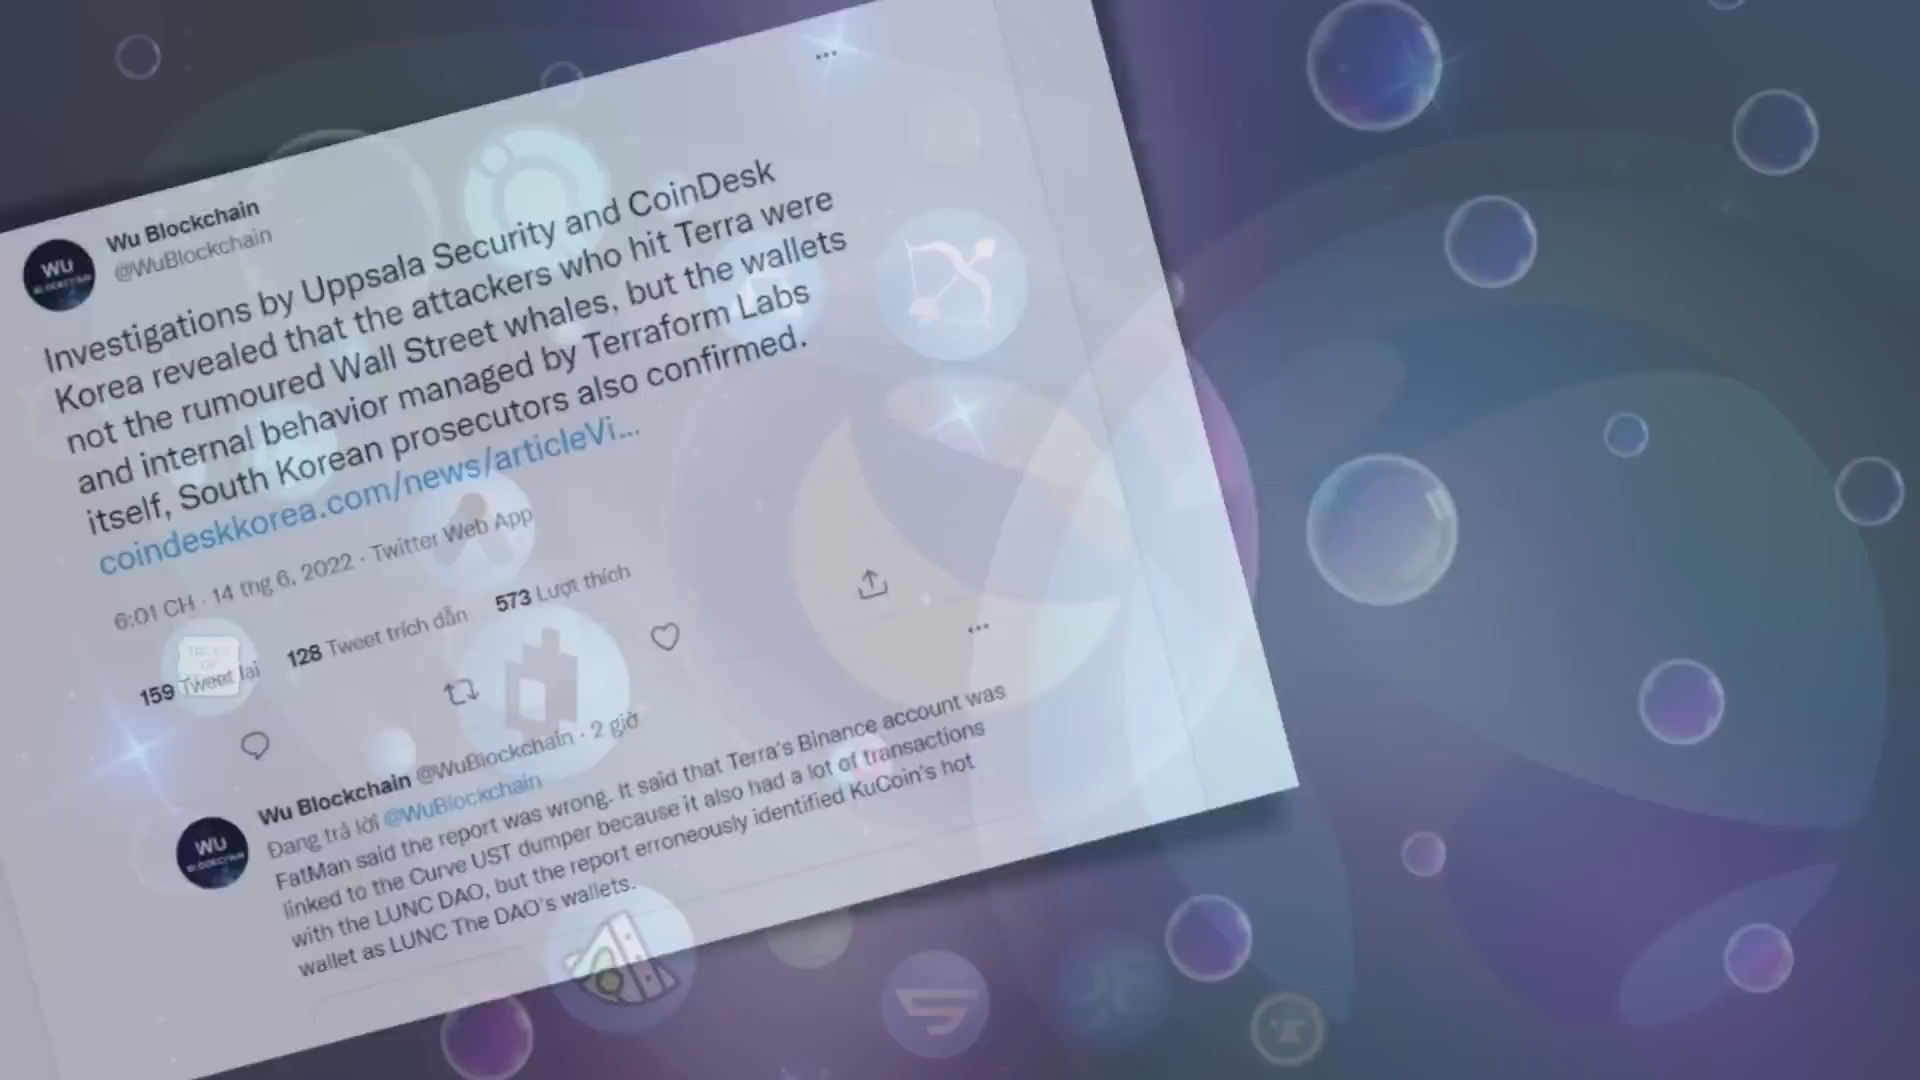 Wu Blockchain
@WuBlockchain
Investigations by Uppsala Security and CoinDesk
Korea revealed that the attackers who hit Terra were
not the rumoured Wall Street whales, but the wallets
and internal behavior managed by Terraform Labs
itself, South Korean prosecutors also confirmed.
coindeskkorea.com/news/articleVi...
6:01 CH · 14 thg 6, 2022 · Twitter Web App
159 Tweet lại 128 Tweet trích dẫn 573 Lượt thích
Wu Blockchain @WuBlockchain · 2 giờ
Đang trả lời @WuBlockchain
FatMan said the report was wrong. It said that Terra's Binance account was
linked to the Curve UST dumper because it also had a lot of transactions
with the LUNC DAO, but the report erroneously identified KuCoin's hot
wallet as LUNC The DAO's wallets.
WU
WU